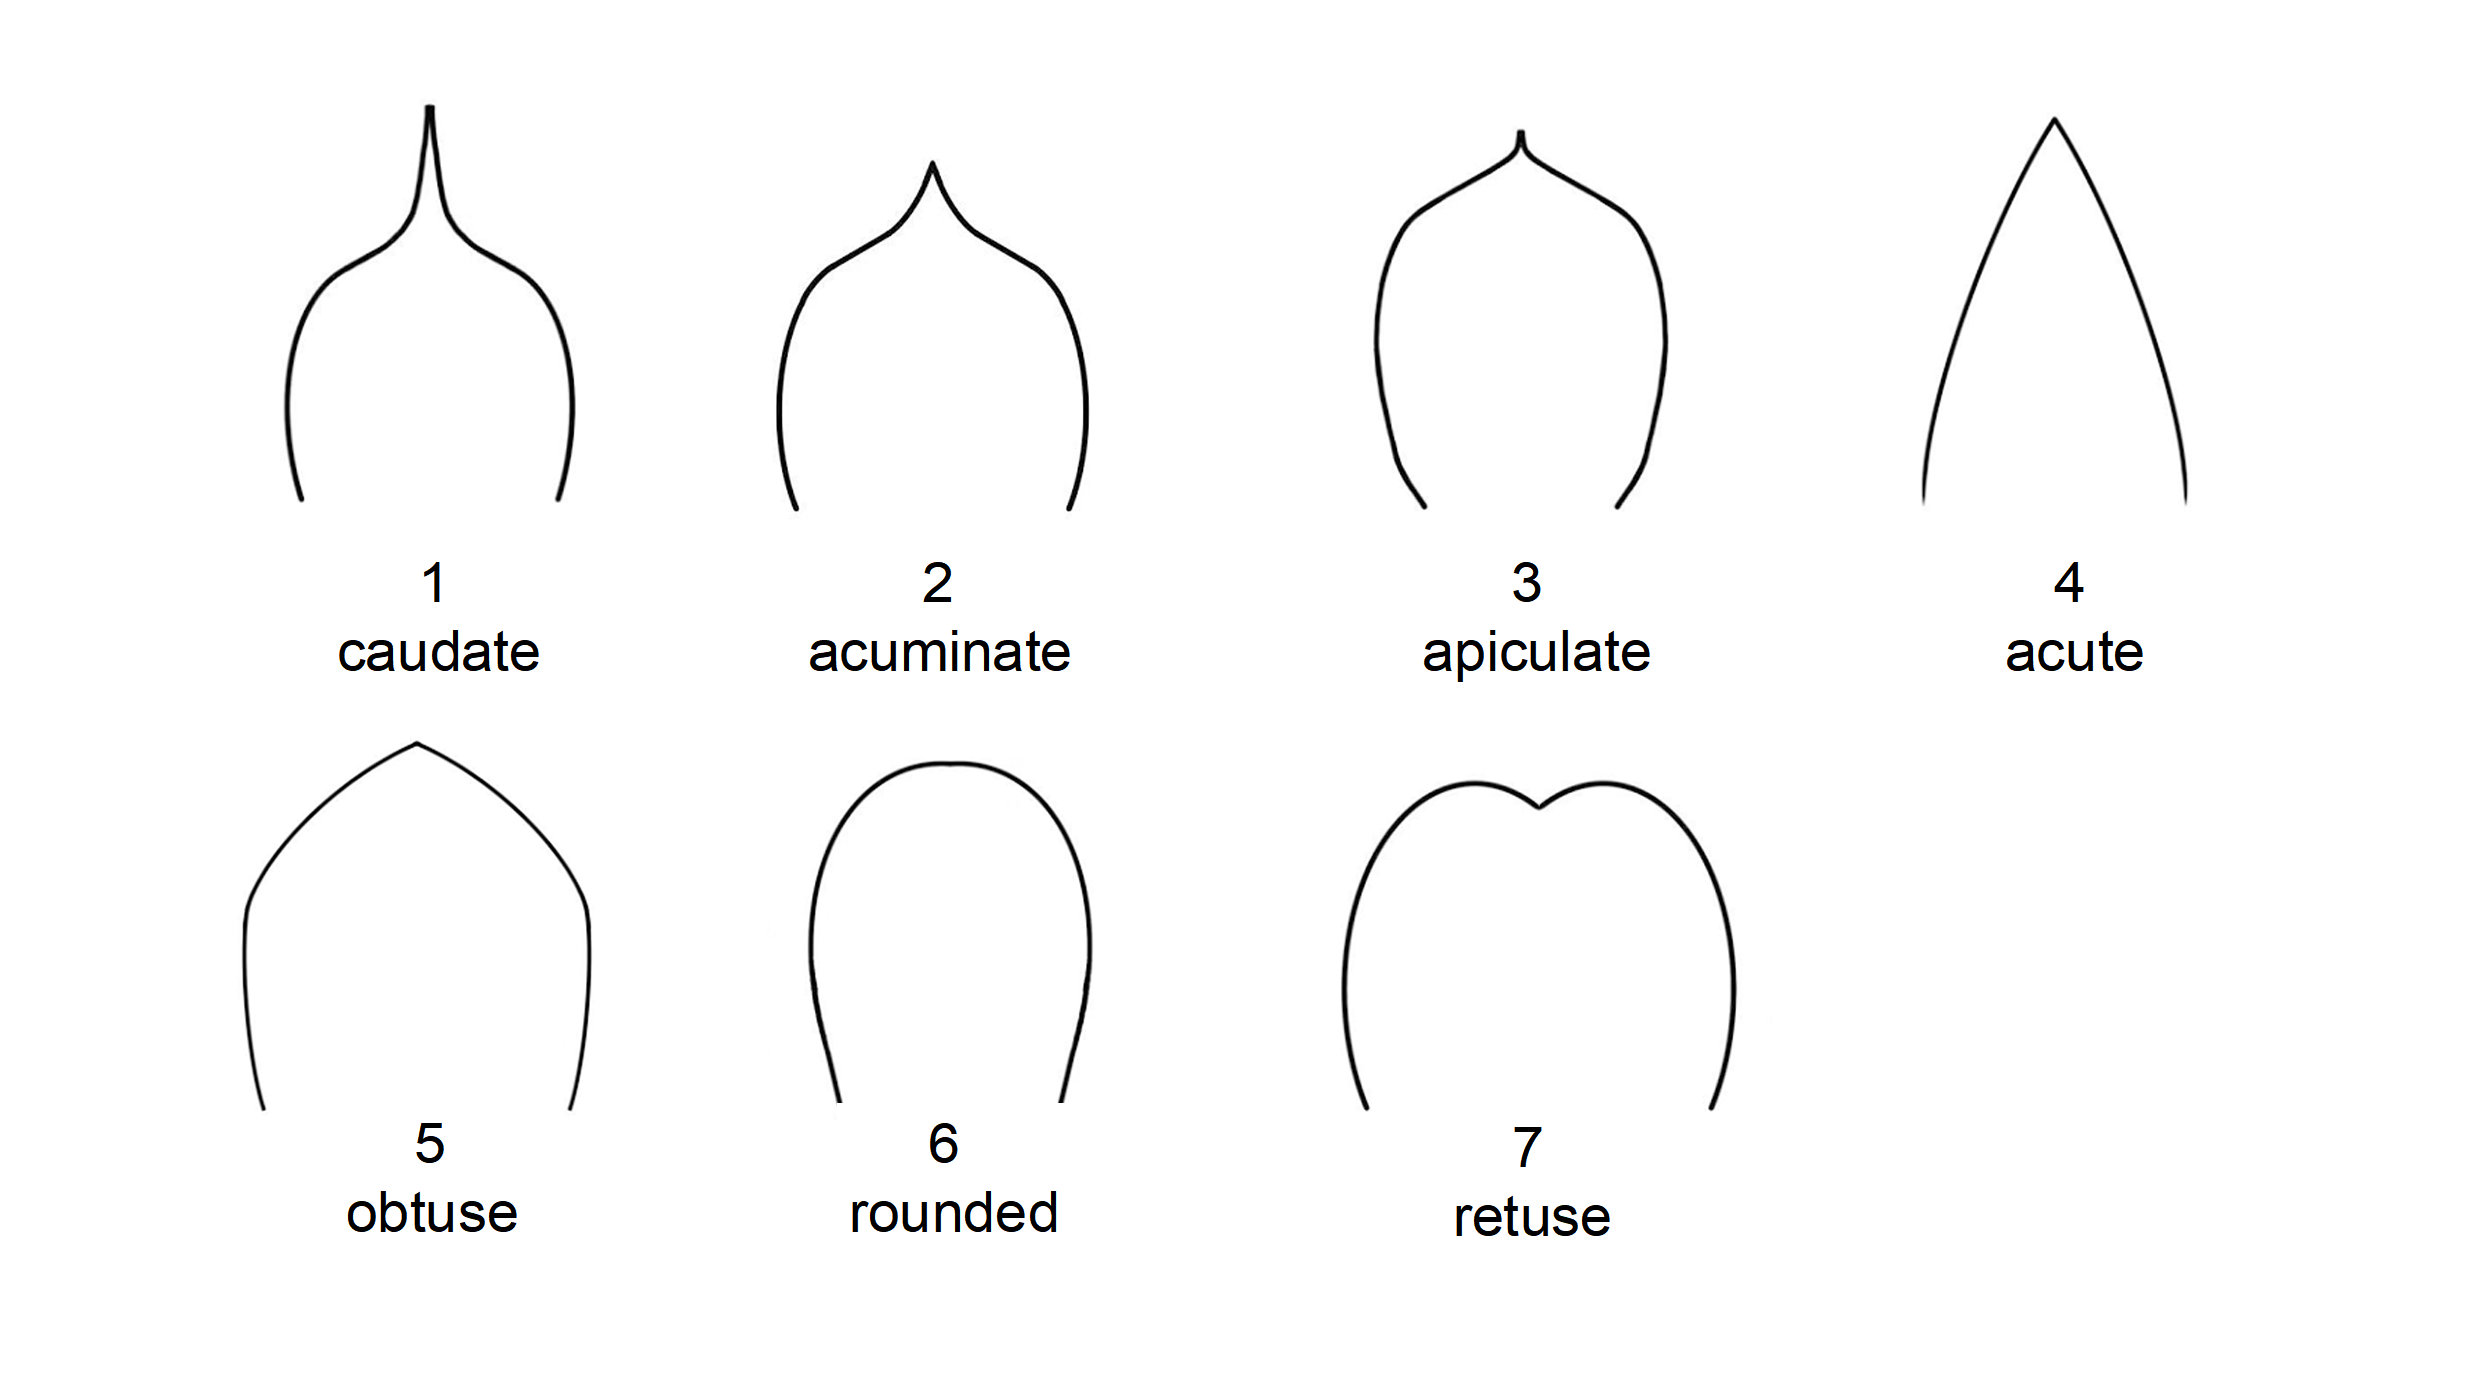 1
caudate
2
acuminate
3
apiculate
4
acute
5
obtuse
6
rounded
7
retuse